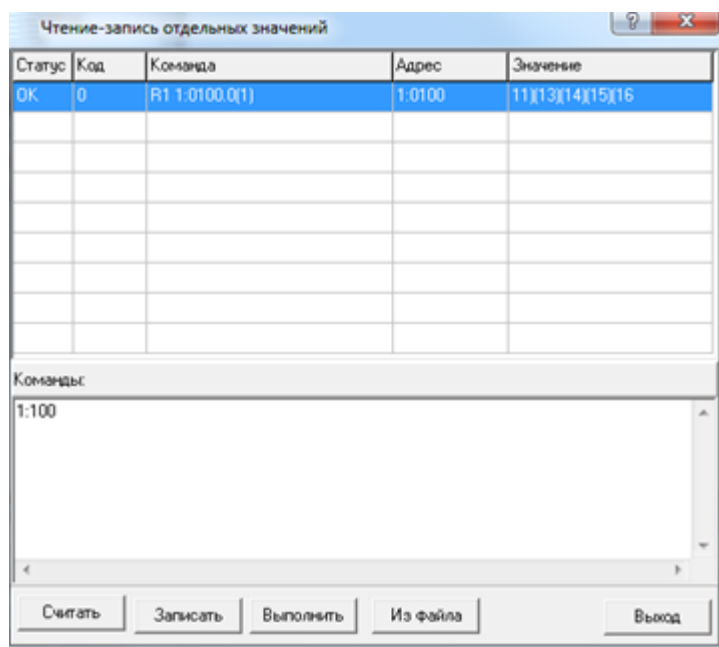 Чтение-запись отдельных значений
Статус Код Команда Адрес Значение
OK 0 R1 1:0100.0(1) 1:0100 11)(13)(14)(15)(16
Команды:
1:100
Считать Записать Выполнить Из файла Выход